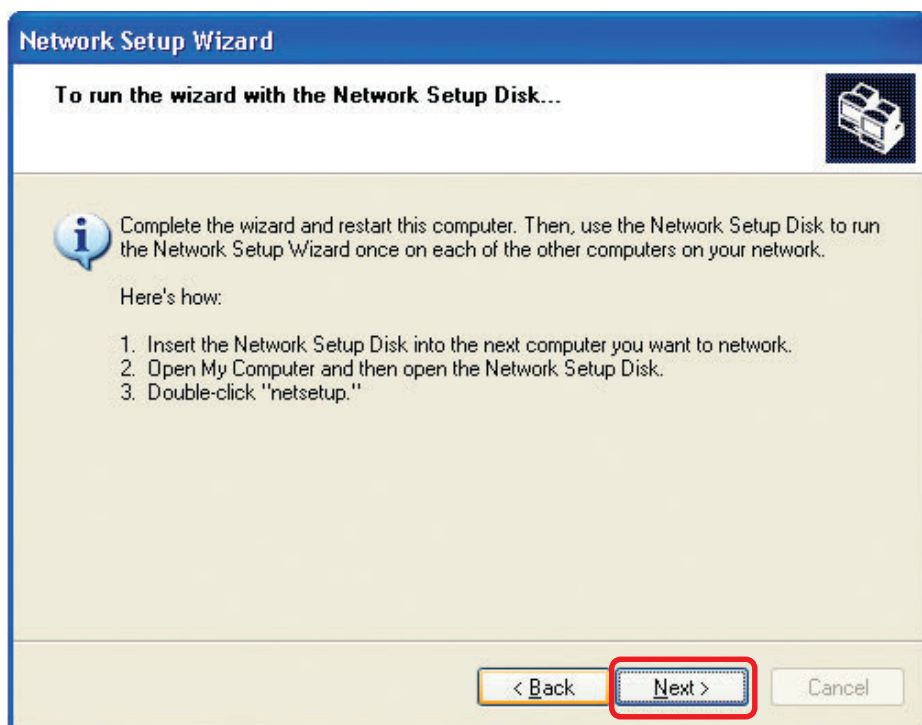 Network Setup Wizard
To run the wizard with the Network Setup Disk...
Complete the wizard and restart this computer. Then, use the Network Setup Disk to run
the Network Setup Wizard once on each of the other computers on your network.
Here's how:
1. Insert the Network Setup Disk into the next computer you want to network.
2. Open My Computer and then open the Network Setup Disk.
3. Double-click "netsetup."
< Back Next > Cancel